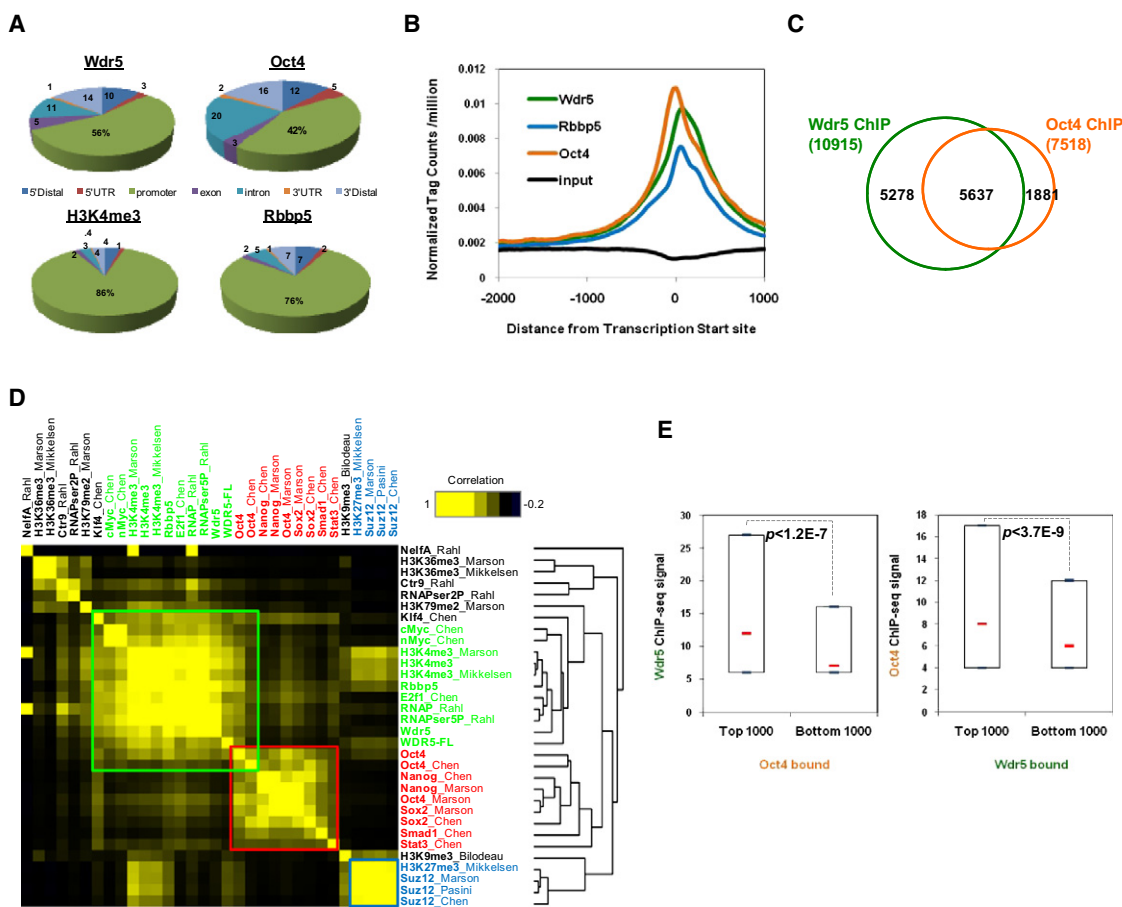 A
Wdr5
1
14
10
3
11
5
56%
Oct4
2
16
12
5
20
3
42%
5'Distal 5'UTR promoter exon intron 3'UTR 3'Distal
H3K4me3
.4
3
4
1
2
4
86%
Rbbp5
2
5
1
7
7
2
76%
B
Normalized Tag Counts /million
0.012
0.01
0.008
0.006
0.004
0.002
0
Wdr5
Rbbp5
Oct4
input
-2000
-1000
0
1000
Distance from Transcription Start site
C
Wdr5 ChIP
(10915)
Oct4 ChIP
(7518)
5278
5637
1881
D
NelfA_Rahl
H3K36me3_Marson
H3K36me3_Mikkelsen
Ctr9_Rahl
RNAPser2P_Rahl
H3K79me2_Marson
Klf4_Chen
cMyc_Chen
nMyc_Chen
H3K4me3_Marson
H3K4me3
H3K4me3_Mikkelsen
Rbbp5
E2f1_Chen
RNAP_Rahl
RNAPser5P_Rahl
Wdr5
WDR5-FL
Oct4
Oct4_Chen
Nanog_Chen
Nanog_Marson
Oct4_Marson
Sox2_Marson
Sox2_Chen
Smad1_Chen
Stat3_Chen
H3K9me3_Bilodeau
H3K27me3_Mikkelsen
Suz12_Marson
Suz12_Pasini
Suz12_Chen
Correlation
1
-0.2
NelfA_Rahl
H3K36me3_Marson
H3K36me3_Mikkelsen
Ctr9_Rahl
RNAPser2P_Rahl
H3K79me2_Marson
Klf4_Chen
cMyc_Chen
nMyc_Chen
H3K4me3_Marson
H3K4me3
H3K4me3_Mikkelsen
Rbbp5
E2f1_Chen
RNAP_Rahl
RNAPser5P_Rahl
Wdr5
WDR5-FL
Oct4
Oct4_Chen
Nanog_Chen
Nanog_Marson
Oct4_Marson
Sox2_Marson
Sox2_Chen
Smad1_Chen
Stat3_Chen
H3K9me3_Bilodeau
H3K27me3_Mikkelsen
Suz12_Marson
Suz12_Pasini
Suz12_Chen
E
Wdr5 ChIP-seq signal
30
25
20
15
10
5
0
p<1.2E-7
Top 1000
Bottom 1000
Oct4 bound
Oct4 ChIP-seq signal
18
16
14
12
10
8
6
4
2
0
p<3.7E-9
Top 1000
Bottom 1000
Wdr5 bound